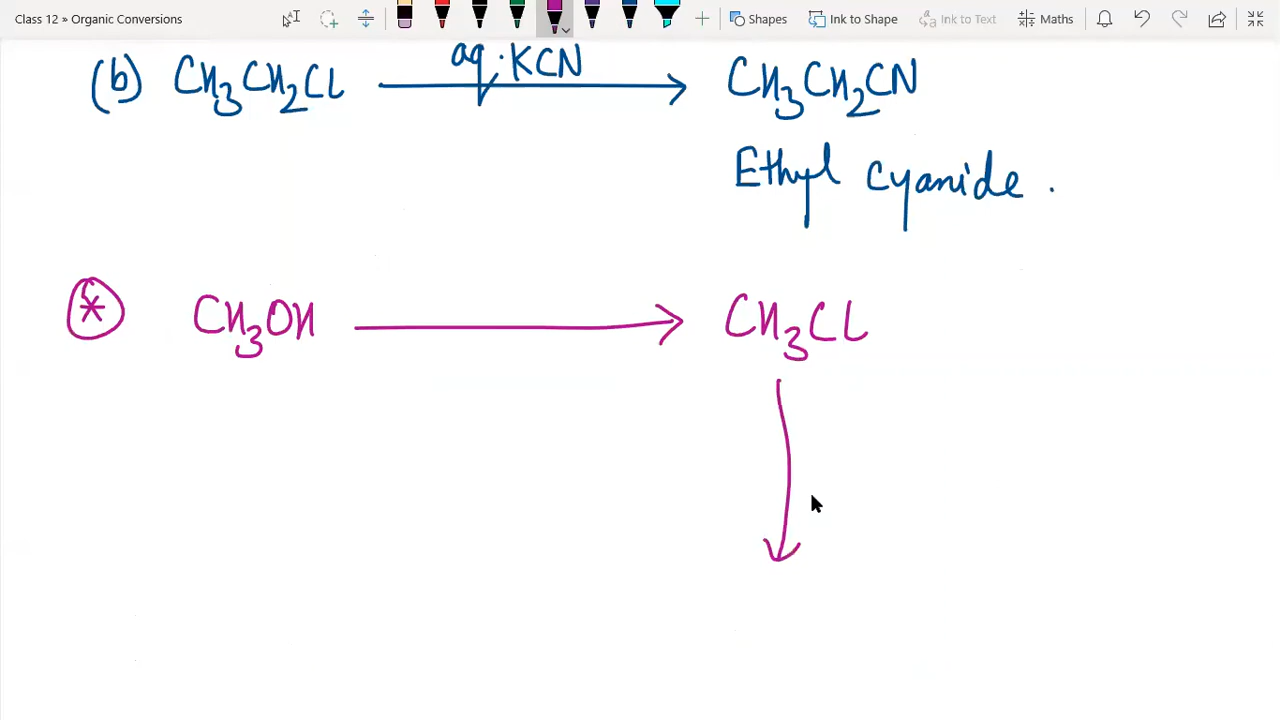 Class 12 » Organic Conversions
Shapes Ink to Shape Ink to Text Maths
(b) CH3CH2Cl aq. KCN CH3CH2CN
Ethyl Cyanide .
* CH3OH CH3Cl